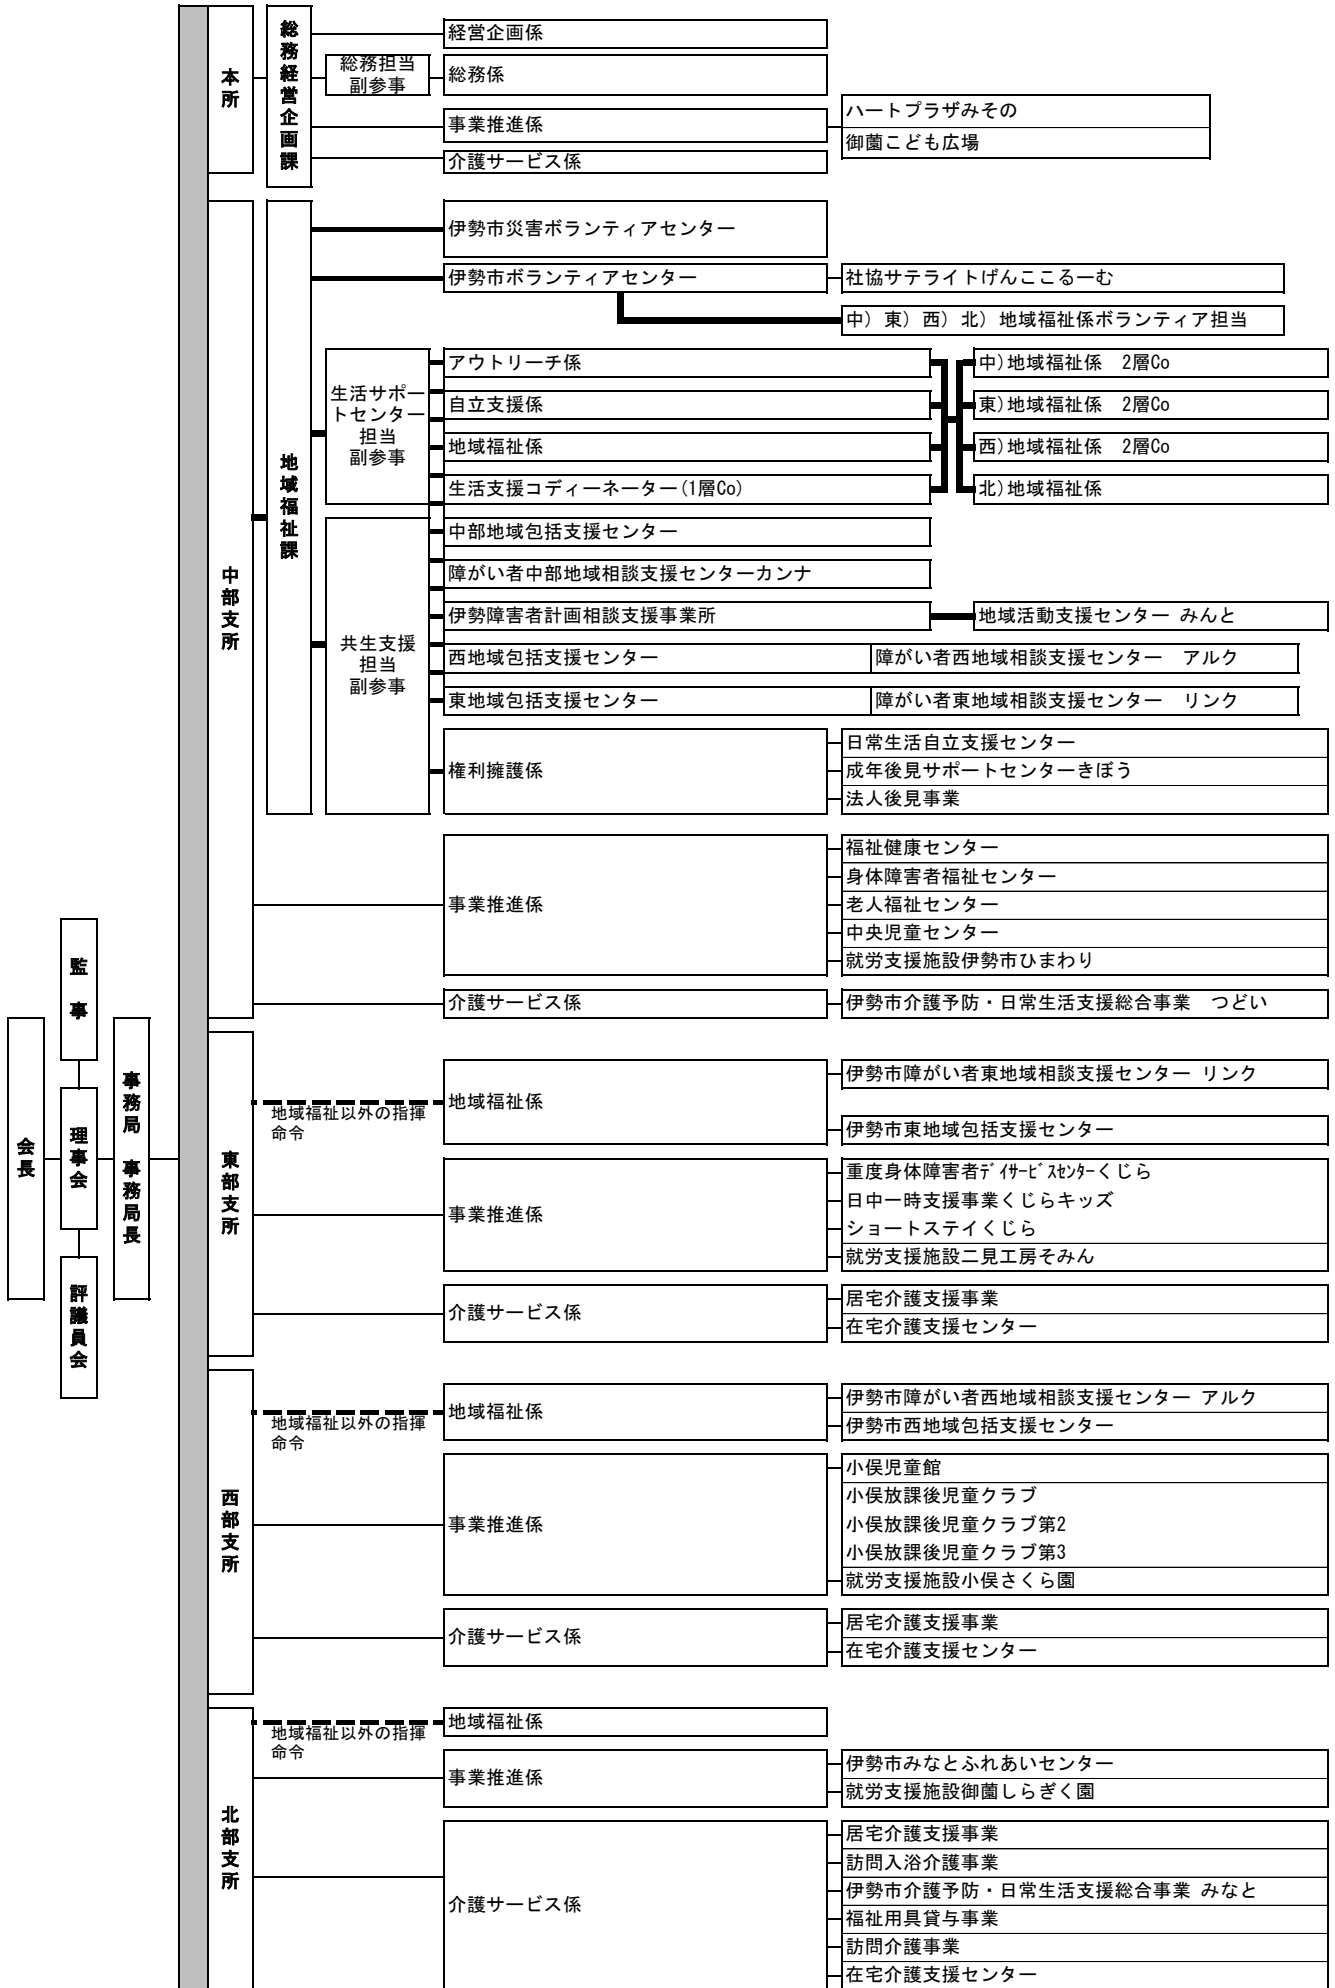 会長
監事
理事会
評議員会
事務局 事務局長
本所
総務経営企画課
経営企画係
総務担当
副参事
総務係
事業推進係
ハートプラザみその
御薗こども広場
介護サービス係
中部支所
地域福祉課
伊勢市災害ボランティアセンター
伊勢市ボランティアセンター
社協サテライトげんここるーむ
中）東）西）北）地域福祉係ボランティア担当
生活サポー
トセンター
担当
副参事
アウトリーチ係
自立支援係
地域福祉係
生活支援コディーネーター(1層Co)
中)地域福祉係　2層Co
東)地域福祉係　2層Co
西)地域福祉係　2層Co
北)地域福祉係
共生支援
担当
副参事
中部地域包括支援センター
障がい者中部地域相談支援センターカンナ
伊勢障害者計画相談支援事業所
地域活動支援センター みんと
西地域包括支援センター
障がい者西地域相談支援センター　アルク
東地域包括支援センター
障がい者東地域相談支援センター　リンク
権利擁護係
日常生活自立支援センター
成年後見サポートセンターきぼう
法人後見事業
事業推進係
福祉健康センター
身体障害者福祉センター
老人福祉センター
中央児童センター
就労支援施設伊勢市ひまわり
介護サービス係
伊勢市介護予防・日常生活支援総合事業　つどい
東部支所
地域福祉以外の指揮
命令
地域福祉係
伊勢市障がい者東地域相談支援センター リンク
伊勢市東地域包括支援センター
事業推進係
重度身体障害者ﾃﾞｲｻｰﾋﾞｽｾﾝﾀｰくじら
日中一時支援事業くじらキッズ
ショートステイくじら
就労支援施設二見工房そみん
介護サービス係
居宅介護支援事業
在宅介護支援センター
西部支所
地域福祉以外の指揮
命令
地域福祉係
伊勢市障がい者西地域相談支援センター アルク
伊勢市西地域包括支援センター
事業推進係
小俣児童館
小俣放課後児童クラブ
小俣放課後児童クラブ第2
小俣放課後児童クラブ第3
就労支援施設小俣さくら園
介護サービス係
居宅介護支援事業
在宅介護支援センター
北部支所
地域福祉以外の指揮
命令
地域福祉係
事業推進係
伊勢市みなとふれあいセンター
就労支援施設御薗しらぎく園
介護サービス係
居宅介護支援事業
訪問入浴介護事業
伊勢市介護予防・日常生活支援総合事業 みなと
福祉用具貸与事業
訪問介護事業
在宅介護支援センター